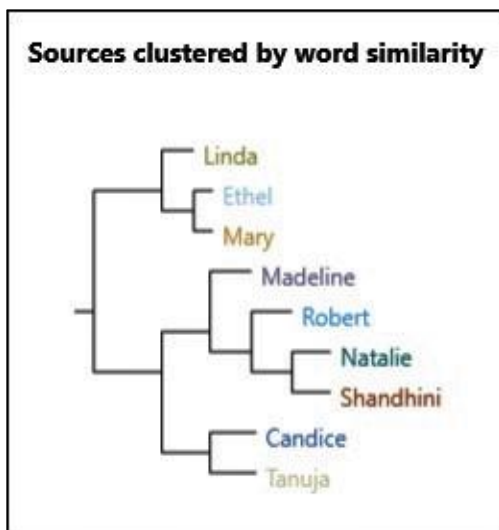 Sources clustered by word similarity
Linda
Ethel
Mary
Madeline
Robert
Natalie
Shandhini
Candice
Tanuja